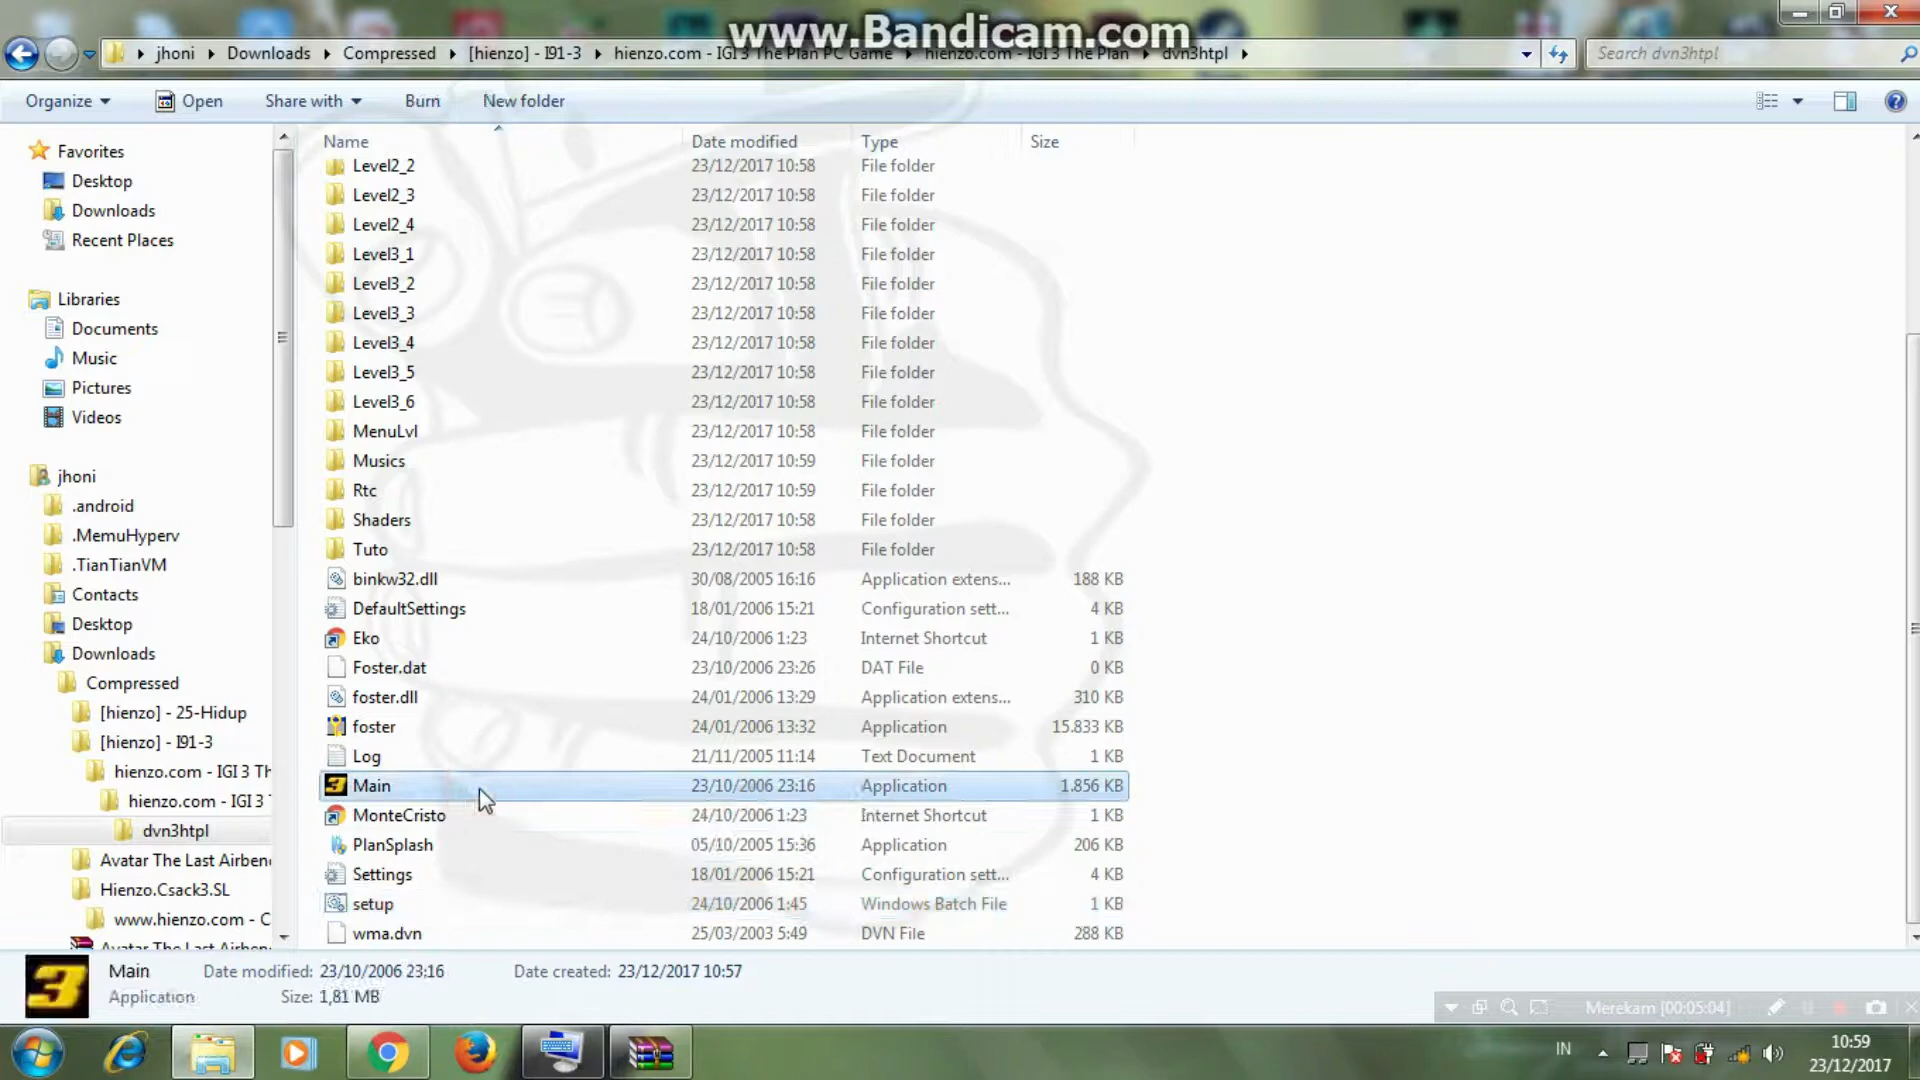 www.Bandicam.com
jhoni Downloads Compressed [hienzo] - I91-3 hienzo.com - IGI 3 The Plan PC Game hienzo.com - IGI 3 The Plan dvn3htpl
Search dvn3htpl
Organize Open Share with Burn New folder
Name Date modified Type Size
Favorites
Desktop
Downloads
Recent Places
Libraries
Documents
Music
Pictures
Videos
jhoni
.android
.MemuHyperv
.TianTianVM
Contacts
Desktop
Downloads
Compressed
[hienzo] - 25-Hidup
[hienzo] - I91-3
hienzo.com - IGI 3 Th
hienzo.com - IGI 3 T
dvn3htpl
Avatar The Last Airben
Hienzo.Csack3.SL
www.hienzo.com - C
Avatar The Last Airben
Level2_2 23/12/2017 10:58 File folder
Level2_3 23/12/2017 10:58 File folder
Level2_4 23/12/2017 10:58 File folder
Level3_1 23/12/2017 10:58 File folder
Level3_2 23/12/2017 10:58 File folder
Level3_3 23/12/2017 10:58 File folder
Level3_4 23/12/2017 10:58 File folder
Level3_5 23/12/2017 10:58 File folder
Level3_6 23/12/2017 10:58 File folder
MenuLvl 23/12/2017 10:58 File folder
Musics 23/12/2017 10:59 File folder
Rtc 23/12/2017 10:59 File folder
Shaders 23/12/2017 10:58 File folder
Tuto 23/12/2017 10:58 File folder
binkw32.dll 30/08/2005 16:16 Application extens... 188 KB
DefaultSettings 18/01/2006 15:21 Configuration sett... 4 KB
Eko 24/10/2006 1:23 Internet Shortcut 1 KB
Foster.dat 23/10/2006 23:26 DAT File 0 KB
foster.dll 24/01/2006 13:29 Application extens... 310 KB
foster 24/01/2006 13:32 Application 15.833 KB
Log 21/11/2005 11:14 Text Document 1 KB
Main 23/10/2006 23:16 Application 1.856 KB
MonteCristo 24/10/2006 1:23 Internet Shortcut 1 KB
PlanSplash 05/10/2005 15:36 Application 206 KB
Settings 18/01/2006 15:21 Configuration sett... 4 KB
setup 24/10/2006 1:45 Windows Batch File 1 KB
wma.dvn 25/03/2003 5:49 DVN File 288 KB
Main Date modified: 23/10/2006 23:16 Date created: 23/12/2017 10:57
Application Size: 1,81 MB
Merekam [00:05:04]
IN
10:59
23/12/2017